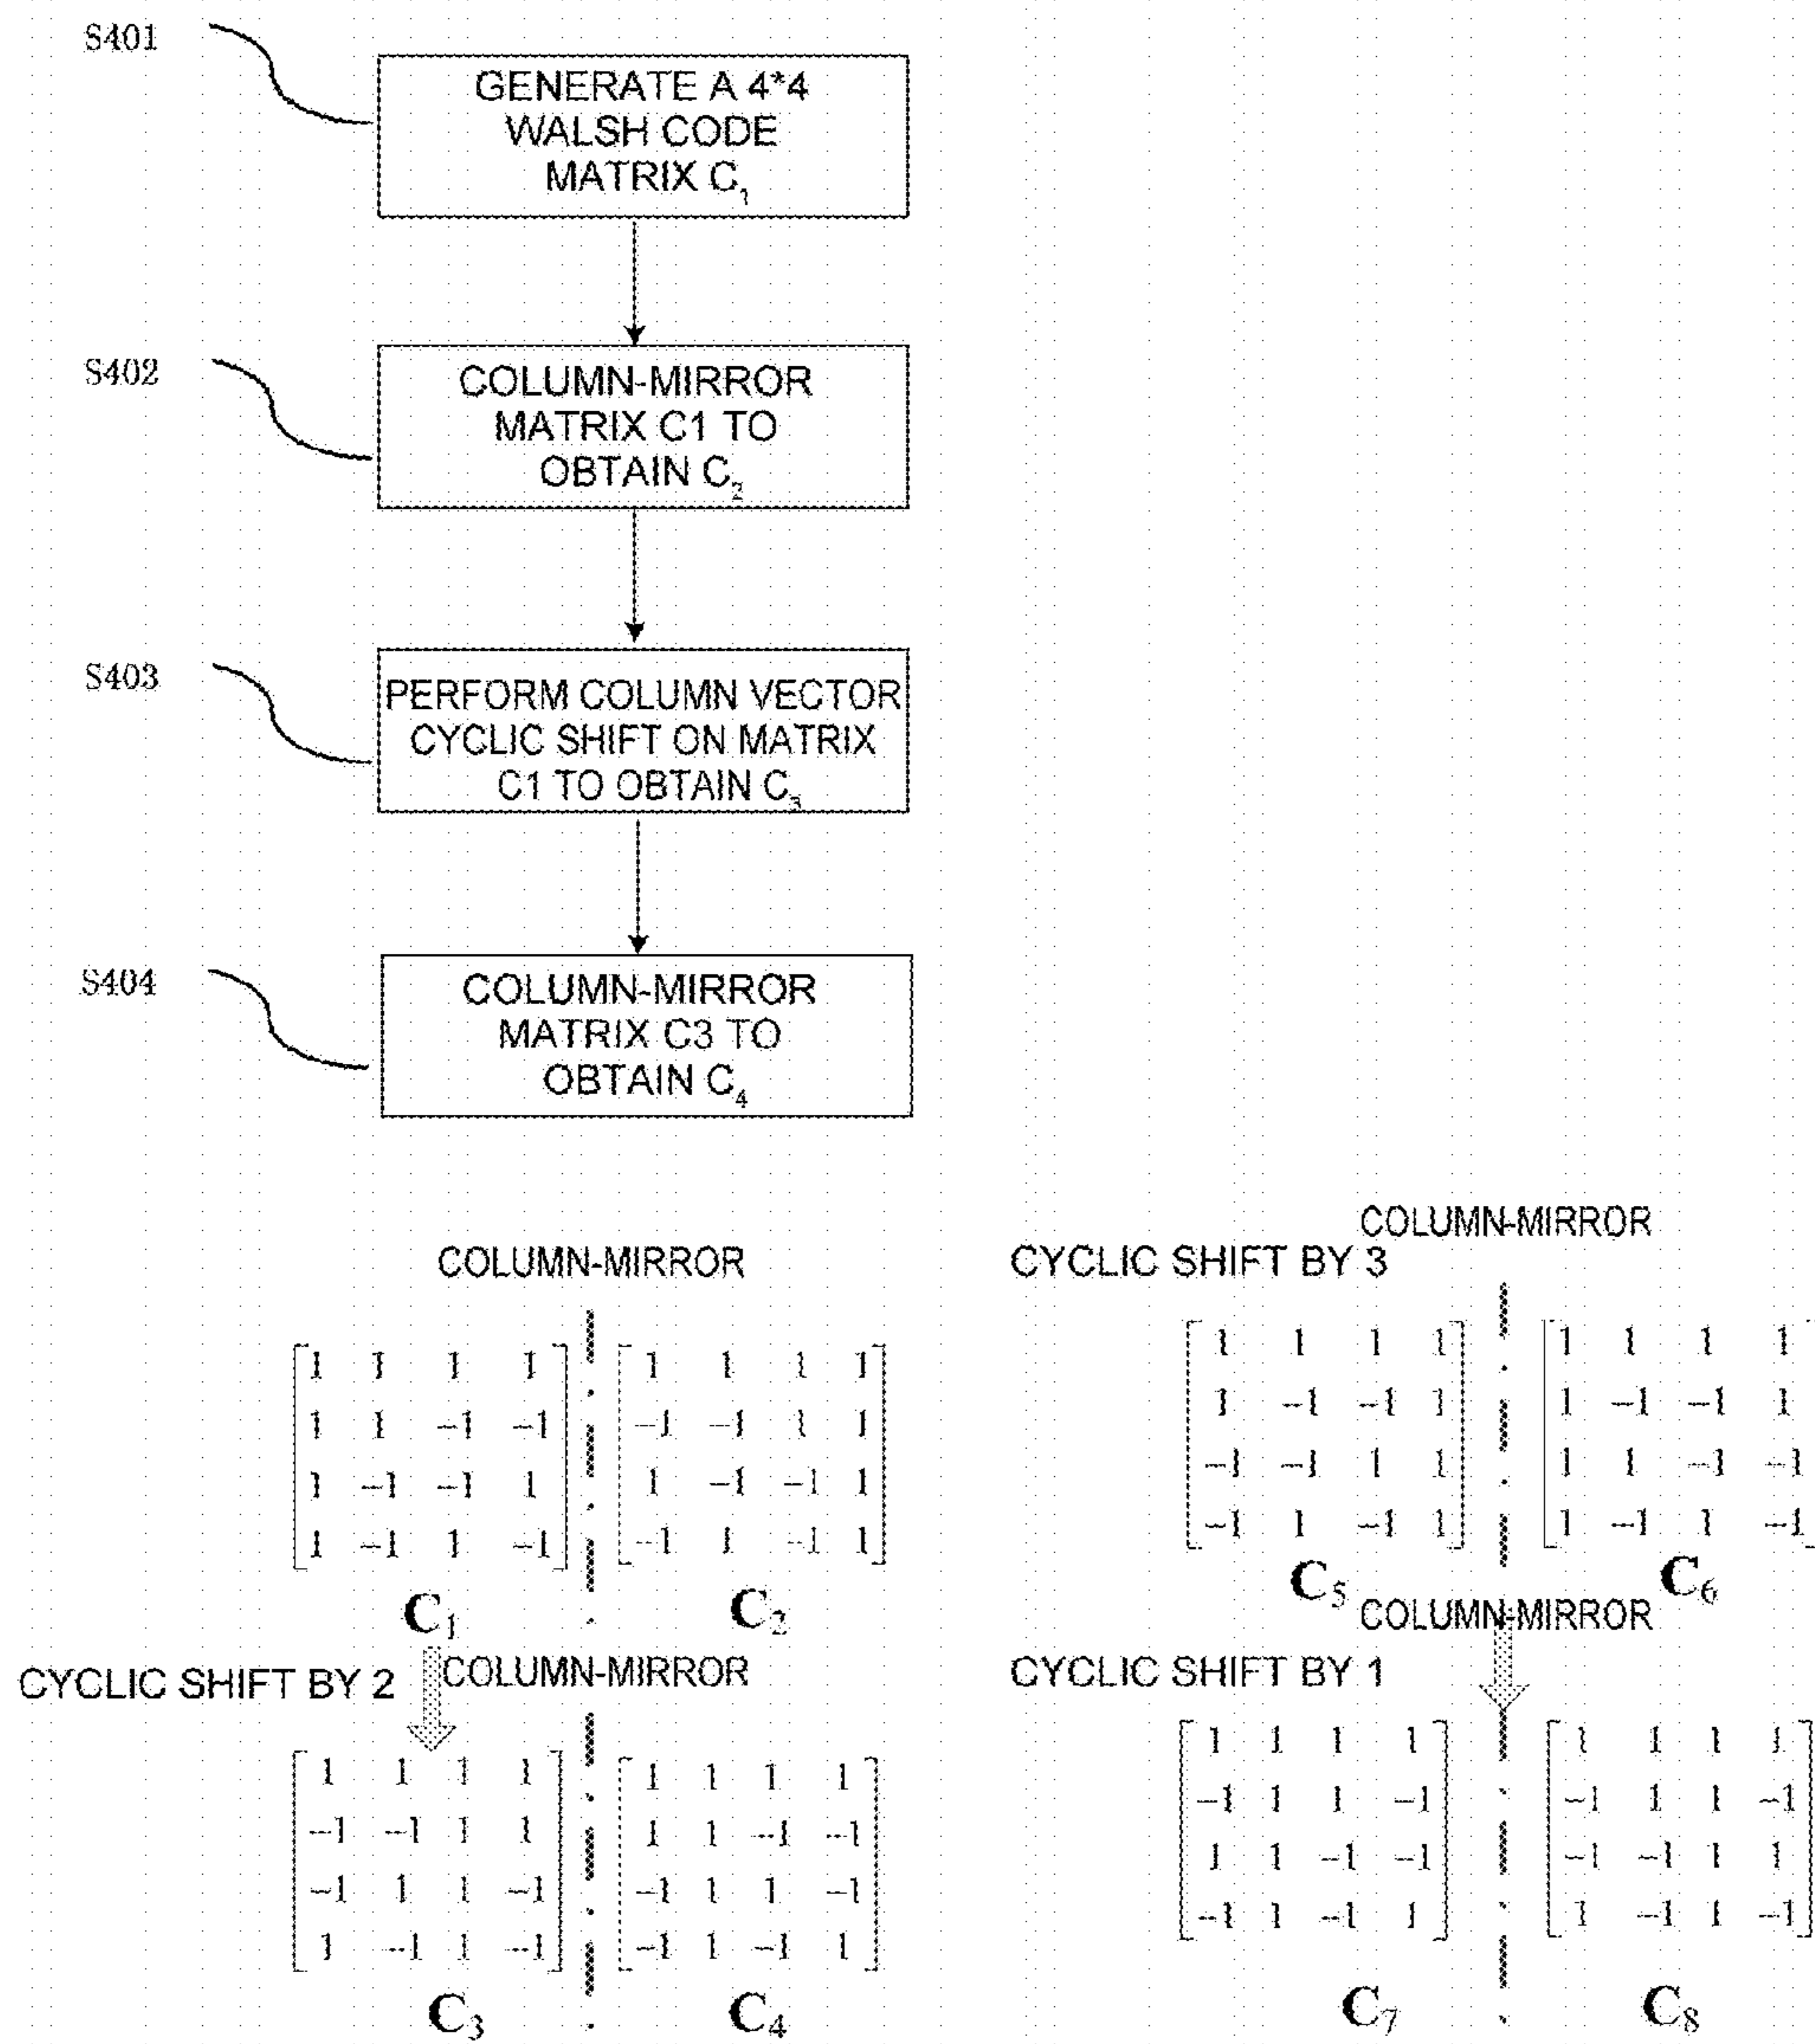 S401
GENERATE A 4*4
WALSH CODE
MATRIX C₁
S402
COLUMN-MIRROR
MATRIX C1 TO
OBTAIN C₂
S403
PERFORM COLUMN VECTOR
CYCLIC SHIFT ON MATRIX
C1 TO OBTAIN C₃
S404
COLUMN-MIRROR
MATRIX C3 TO
OBTAIN C₄
COLUMN-MIRROR
1 1 1 1
1 1 -1 -1
1 -1 -1 1
1 -1 1 -1
C₁
1 1 1 1
-1 -1 1 1
1 -1 -1 1
-1 1 -1 1
C₂
CYCLIC SHIFT BY 2
COLUMN-MIRROR
1 1 1 1
-1 -1 1 1
-1 1 1 -1
1 -1 1 -1
C₃
1 1 1 1
1 1 -1 -1
-1 1 1 -1
-1 1 -1 1
C₄
COLUMN-MIRROR
CYCLIC SHIFT BY 3
1 1 1 1
1 -1 -1 1
-1 -1 1 1
-1 1 -1 1
C₅
1 1 1 1
1 -1 -1 1
1 1 -1 -1
1 -1 1 -1
C₆
COLUMN-MIRROR
CYCLIC SHIFT BY 1
1 1 1 1
-1 1 1 -1
1 1 -1 -1
-1 1 -1 1
C₇
1 1 1 1
-1 1 1 -1
-1 -1 1 1
1 -1 1 -1
C₈